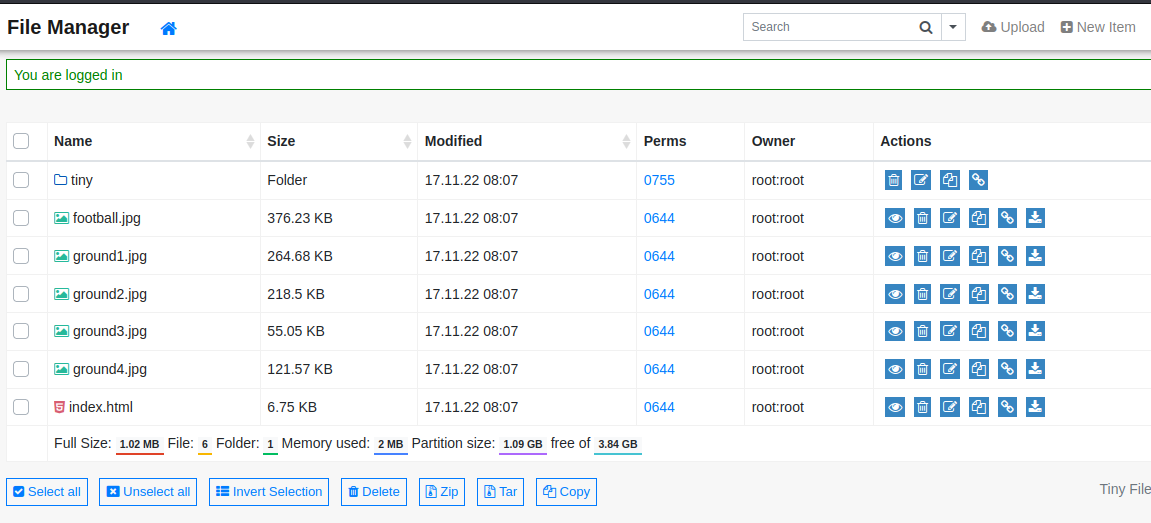 File Manager Search Upload New Item
You are logged in
Name Size Modified Perms Owner Actions
tiny Folder 17.11.22 08:07 0755 root:root
football.jpg 376.23 KB 17.11.22 08:07 0644 root:root
ground1.jpg 264.68 KB 17.11.22 08:07 0644 root:root
ground2.jpg 218.5 KB 17.11.22 08:07 0644 root:root
ground3.jpg 55.05 KB 17.11.22 08:07 0644 root:root
ground4.jpg 121.57 KB 17.11.22 08:07 0644 root:root
index.html 6.75 KB 17.11.22 08:07 0644 root:root
Full Size: 1.02 MB File: 6 Folder: 1 Memory used: 2 MB Partition size: 1.09 GB free of 3.84 GB
Select all Unselect all Invert Selection Delete Zip Tar Copy Tiny File